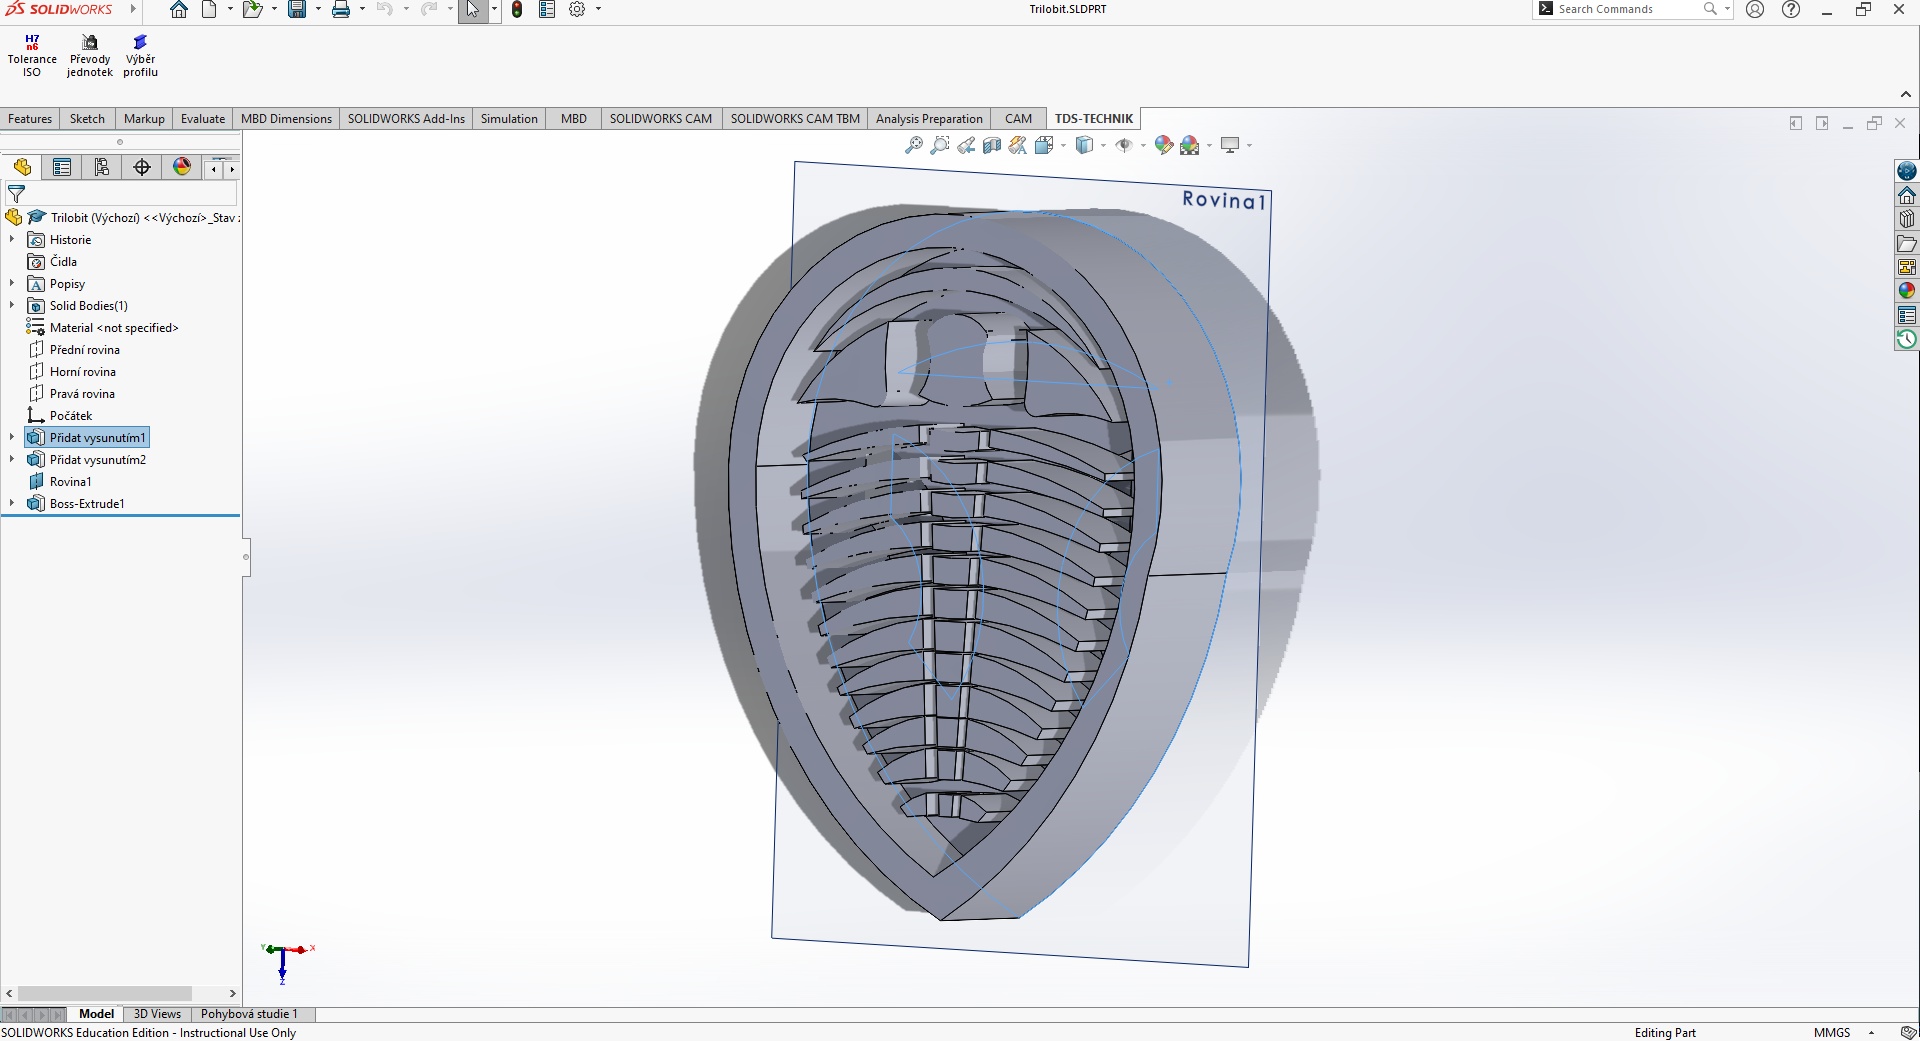 SOLIDWORKS
Trilobit.SLDPRT
Search Commands
H7
n6
Tolerance
ISO
Převody
jednotek
Výběr
profilu
Features
Sketch
Markup
Evaluate
MBD Dimensions
SOLIDWORKS Add-Ins
Simulation
MBD
SOLIDWORKS CAM
SOLIDWORKS CAM TBM
Analysis Preparation
CAM
TDS-TECHNIK
Trilobit (Výchozí) <<Výchozí>_Stav
Historie
Čidla
Popisy
Solid Bodies(1)
Material <not specified>
Přední rovina
Horní rovina
Pravá rovina
Počátek
Přidat vysunutím1
Přidat vysunutím2
Rovina1
Boss-Extrude1
Rovina1
Y
X
Z
Model
3D Views
Pohybová studie 1
SOLIDWORKS Education Edition - Instructional Use Only
Editing Part
MMGS